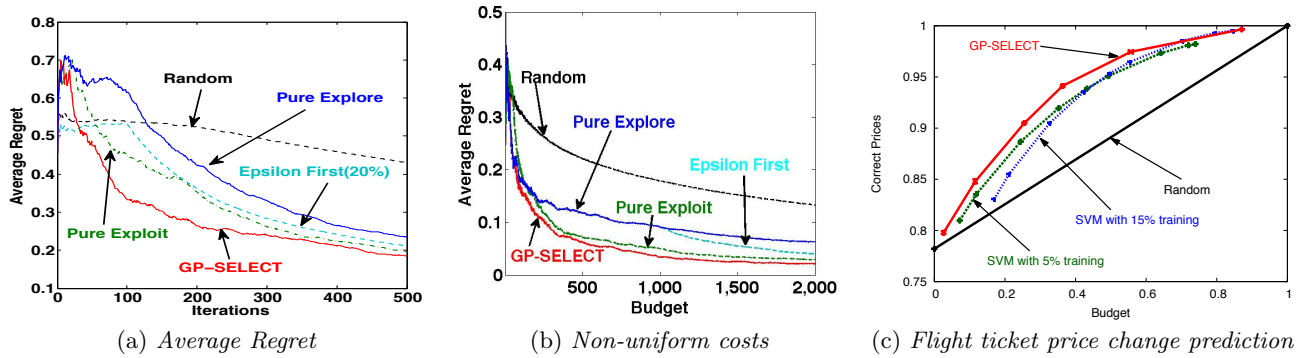 Average Regret
0.8
0.7
0.6
0.5
0.4
0.3
0.2
0.1
0
100
200
300
400
500
Iterations
Random
Pure Explore
Epsilon First(20%)
Pure Exploit
GP-SELECT
(a) Average Regret
Average Regret
0.5
0.4
0.3
0.2
0.1
0
500
1,000
1,500
2,000
Budget
Random
Pure Explore
Epsilon First
Pure Exploit
GP-SELECT
(b) Non-uniform costs
Correct Prices
1
0.95
0.9
0.85
0.8
0.75
0
0.2
0.4
0.6
0.8
1
Budget
GP-SELECT
Random
SVM with 15% training
SVM with 5% training
(c) Flight ticket price change prediction